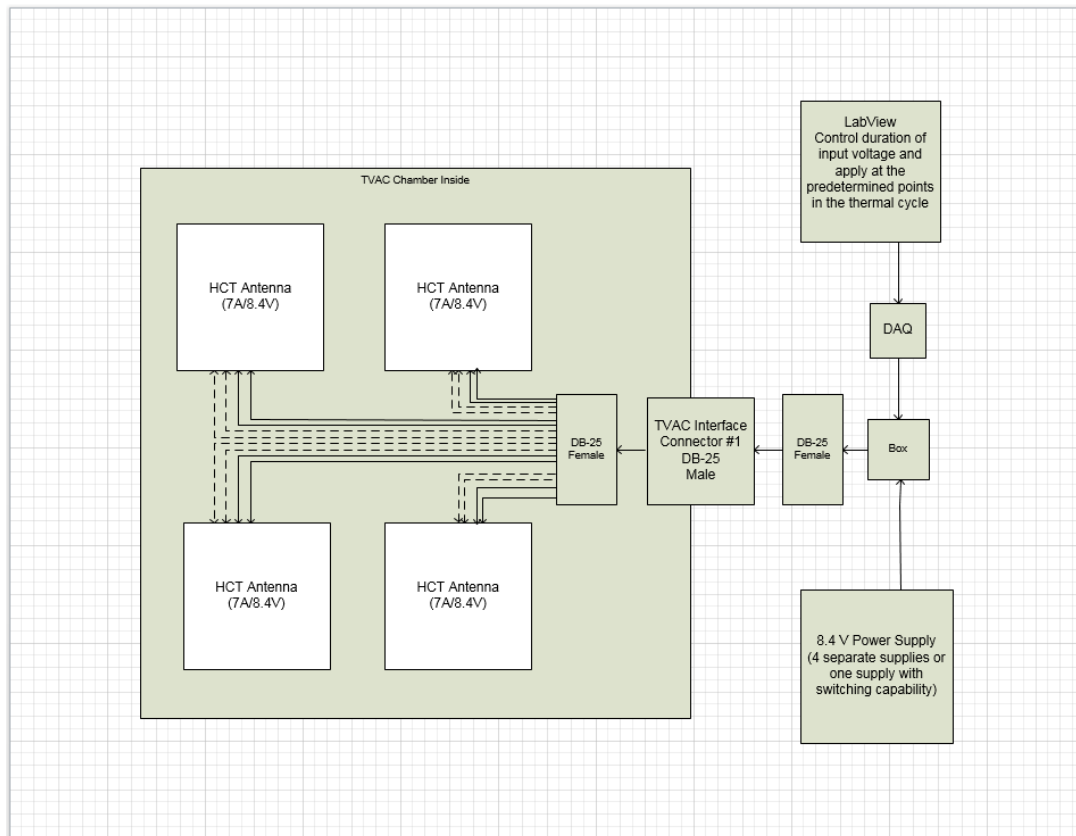 LabView
Control duration of
input voltage and
apply at the
predetermined points
in the thermal cycle
TVAC Chamber Inside
HCT Antenna
(7A/8.4V)
HCT Antenna
(7A/8.4V)
DAQ
DB-25
Female
TVAC Interface
Connector #1
DB-25
Male
DB-25
Female
Box
HCT Antenna
(7A/8.4V)
HCT Antenna
(7A/8.4V)
8.4 V Power Supply
(4 separate supplies or
one supply with
switching capability)